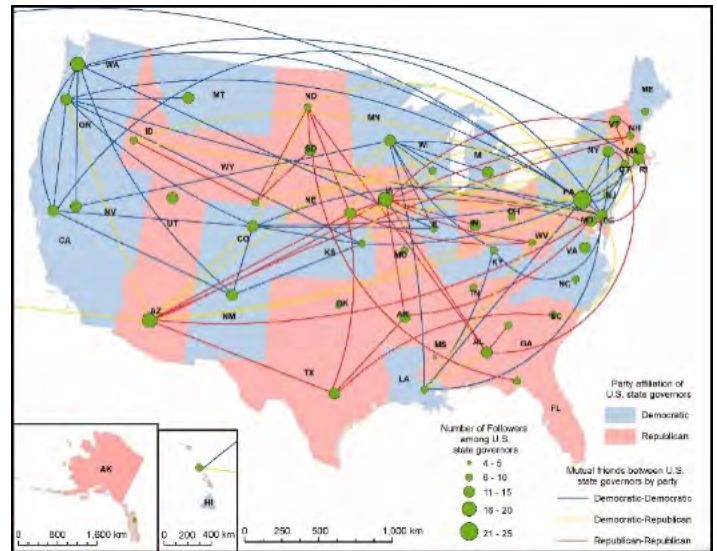 WA
ME
MT
ND
OR
MN
VT
NH
ID
WI
SD
NY
MA
MI
CT
RI
WY
IA
PA
NE
NJ
OH
IN
MD
NV
IL
DE
UT
WV
CO
CA
VA
KS
MO
KY
NC
TN
AZ
OK
NM
AR
SC
MS
AL
GA
TX
LA
FL
AK
HI
0 800 1,600 km
0 200 400 km
0 250 500 1,000 km
Party affiliation of
U.S. state governors
Democratic
Republican
Number of Followers
among U.S.
state governors
4 - 5
6 - 10
11 - 15
16 - 20
21 - 25
Mutual friends between U.S.
state governors by party
Democratic-Democratic
Democratic-Republican
Republican-Republican